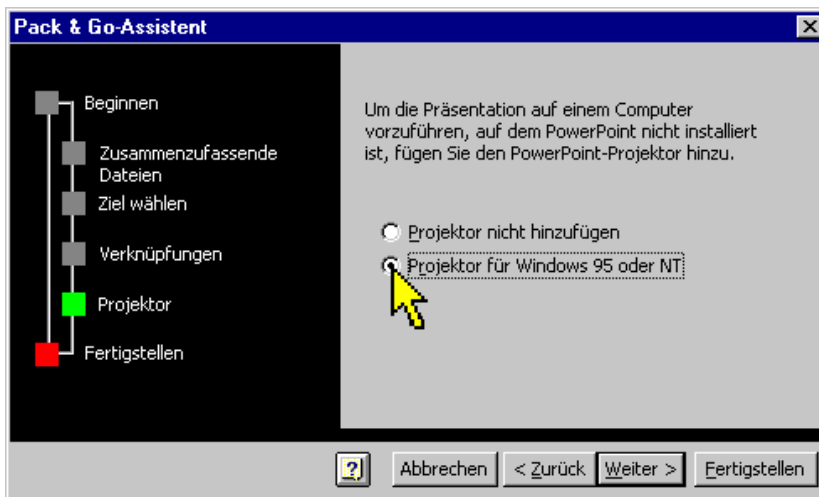 Pack & Go-Assistent
Beginnen
Zusammenzufassende
Dateien
Ziel wählen
Verknüpfungen
Projektor
Fertigstellen
Um die Präsentation auf einem Computer
vorzuführen, auf dem PowerPoint nicht installiert
ist, fügen Sie den PowerPoint-Projektor hinzu.
Projektor nicht hinzufügen
Projektor für Windows 95 oder NT
? Abbrechen < Zurück Weiter > Fertigstellen